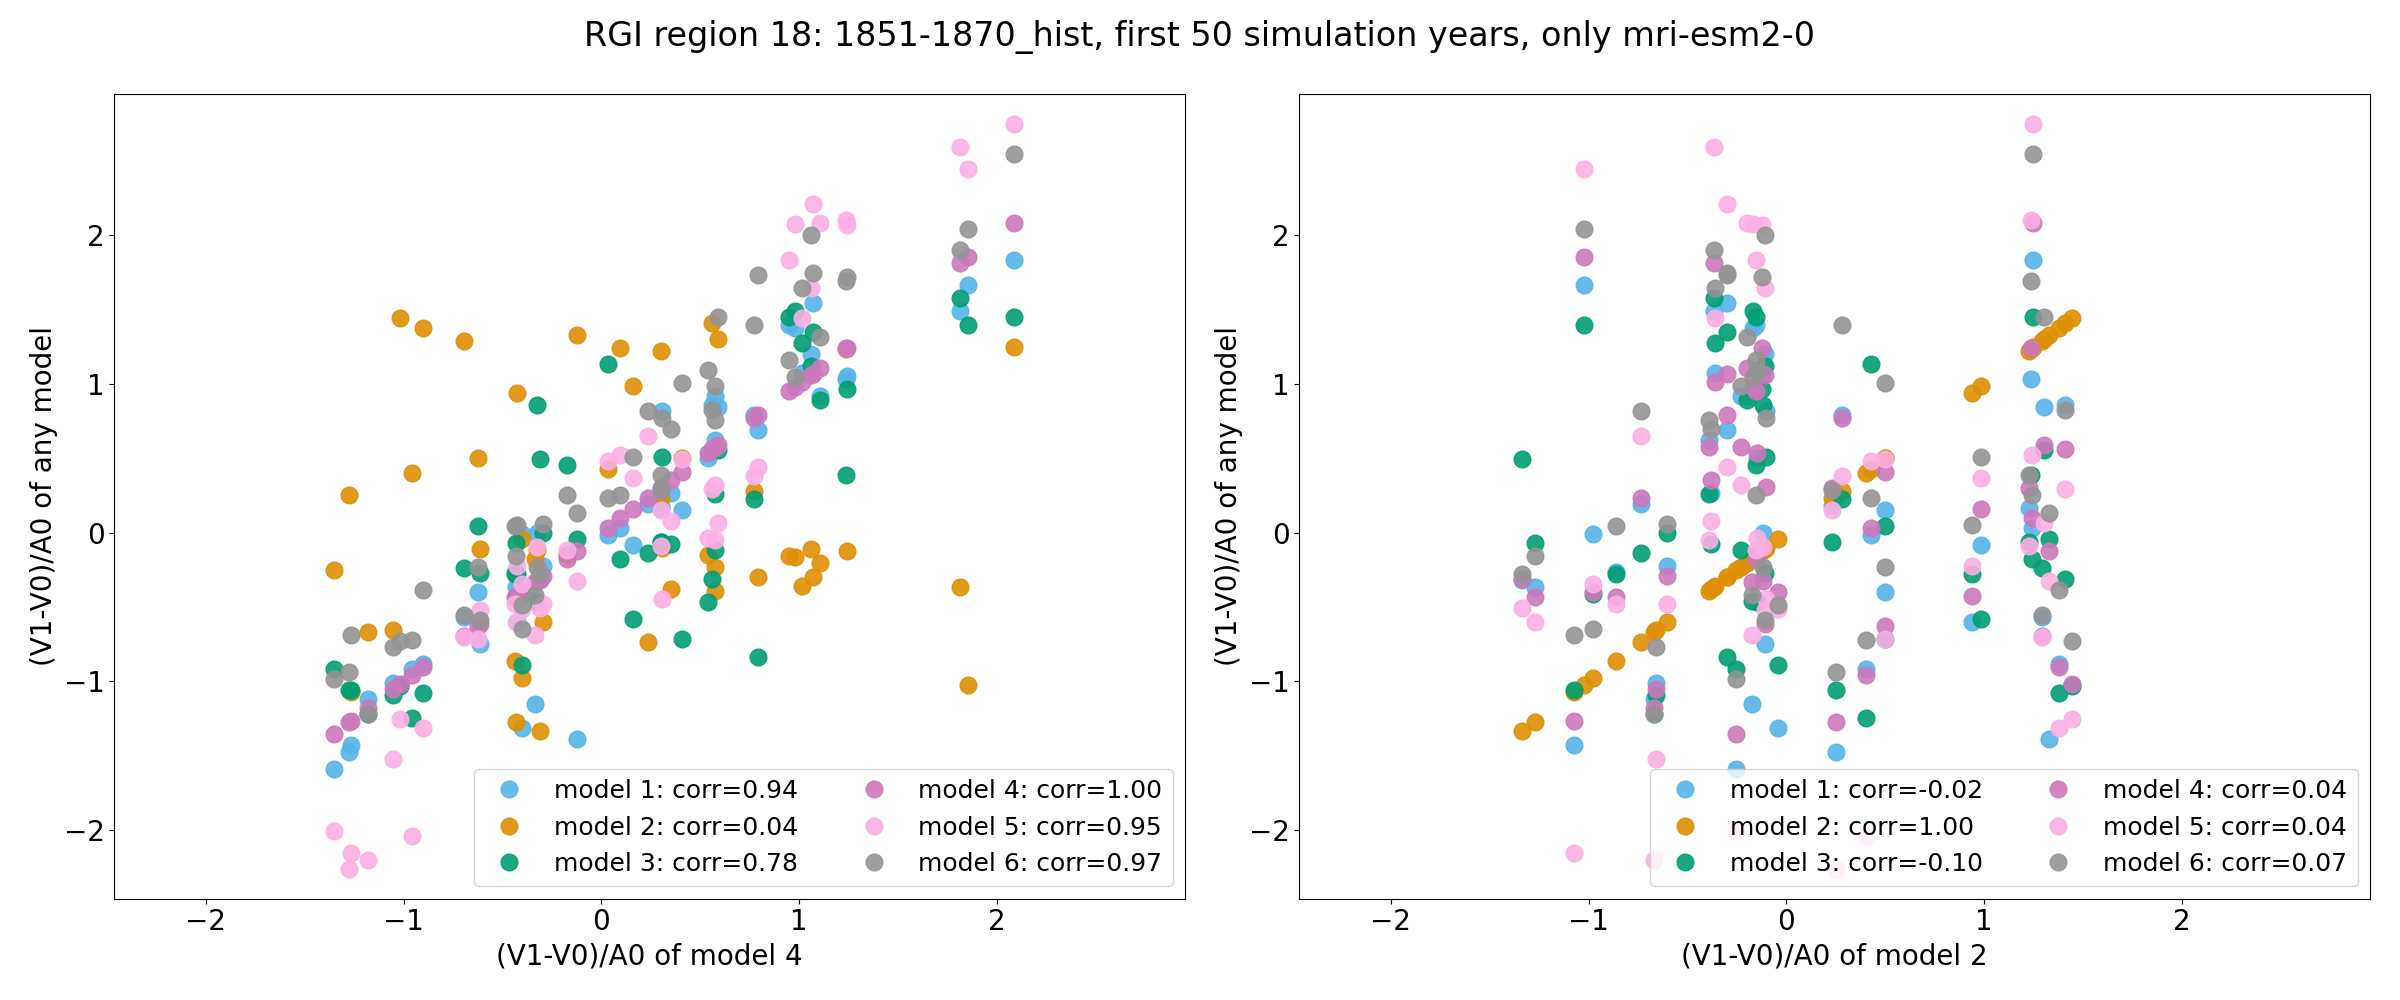 RGI region 18: 1851-1870_hist, first 50 simulation years, only mri-esm2-0
(V1-V0)/A0 of any model
2
1
0
−1
−2
model 1: corr=0.94
model 2: corr=0.04
model 3: corr=0.78
model 4: corr=1.00
model 5: corr=0.95
model 6: corr=0.97
−2 −1 0 1 2
(V1-V0)/A0 of model 4
(V1-V0)/A0 of any model
2
1
0
−1
−2
model 1: corr=-0.02
model 2: corr=1.00
model 3: corr=-0.10
model 4: corr=0.04
model 5: corr=0.04
model 6: corr=0.07
−2 −1 0 1 2
(V1-V0)/A0 of model 2